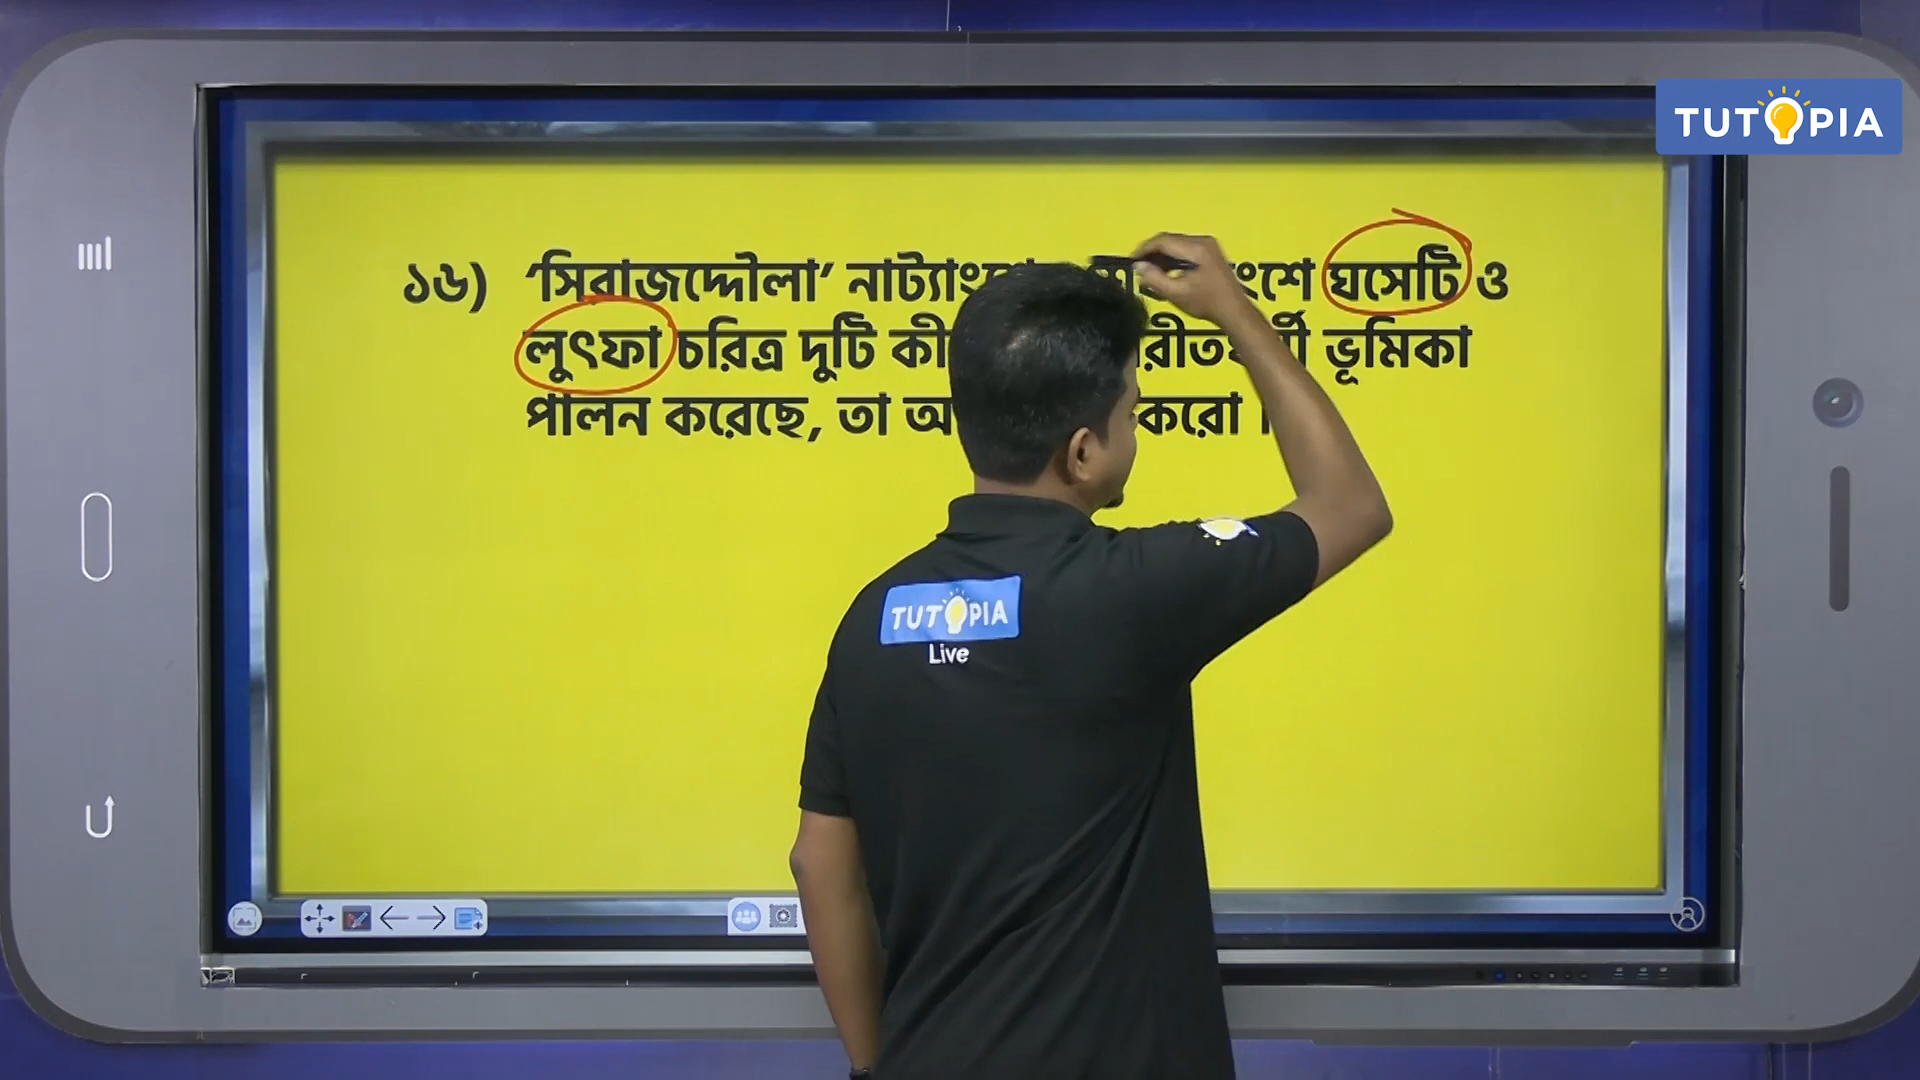 TUTOPIA
১৬) ‘সিরাজদ্দৌলা’ ঘসেটি ও
লুৎফা চরিত্র দুটি ভূমিকা
পালন করেছে, তা করো।
TUTOPIA
Live